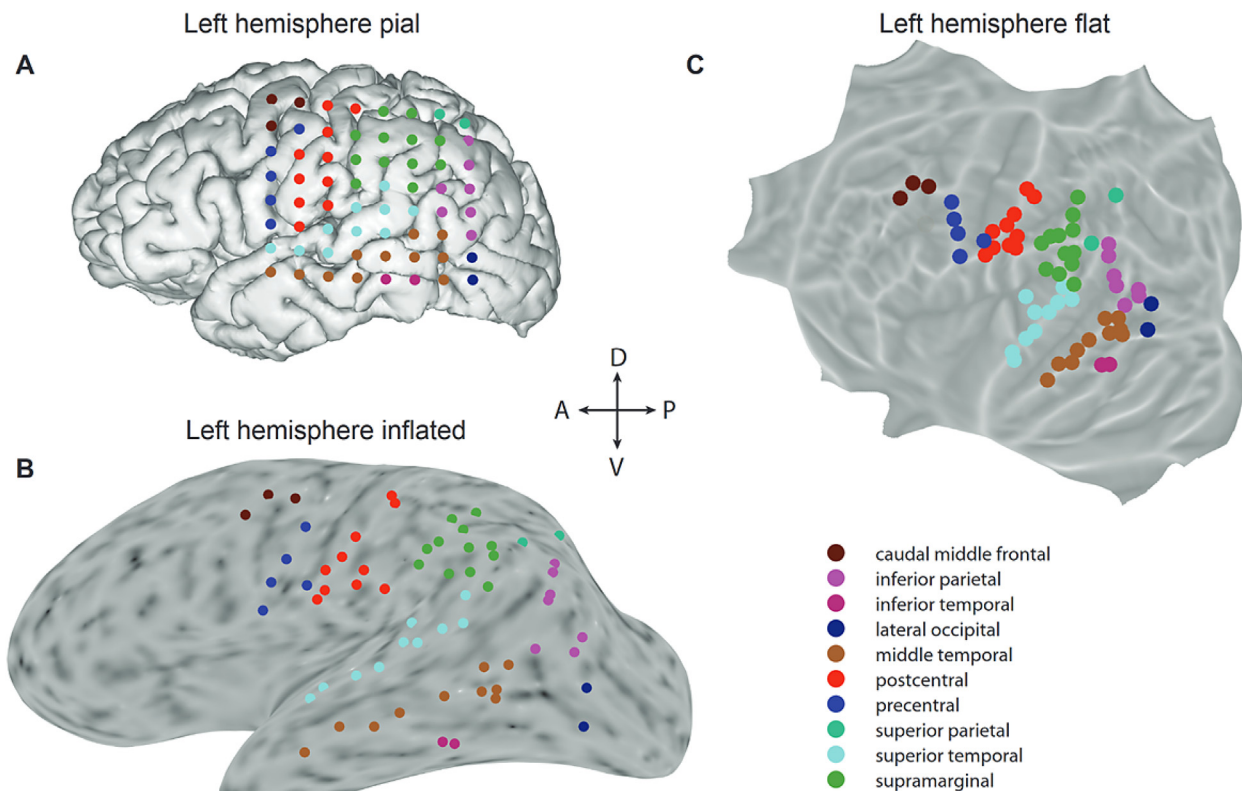 Left hemisphere pial
Left hemisphere flat
A
C
D
A P
V
Left hemisphere inflated
B
caudal middle frontal
inferior parietal
inferior temporal
lateral occipital
middle temporal
postcentral
precentral
superior parietal
superior temporal
supramarginal